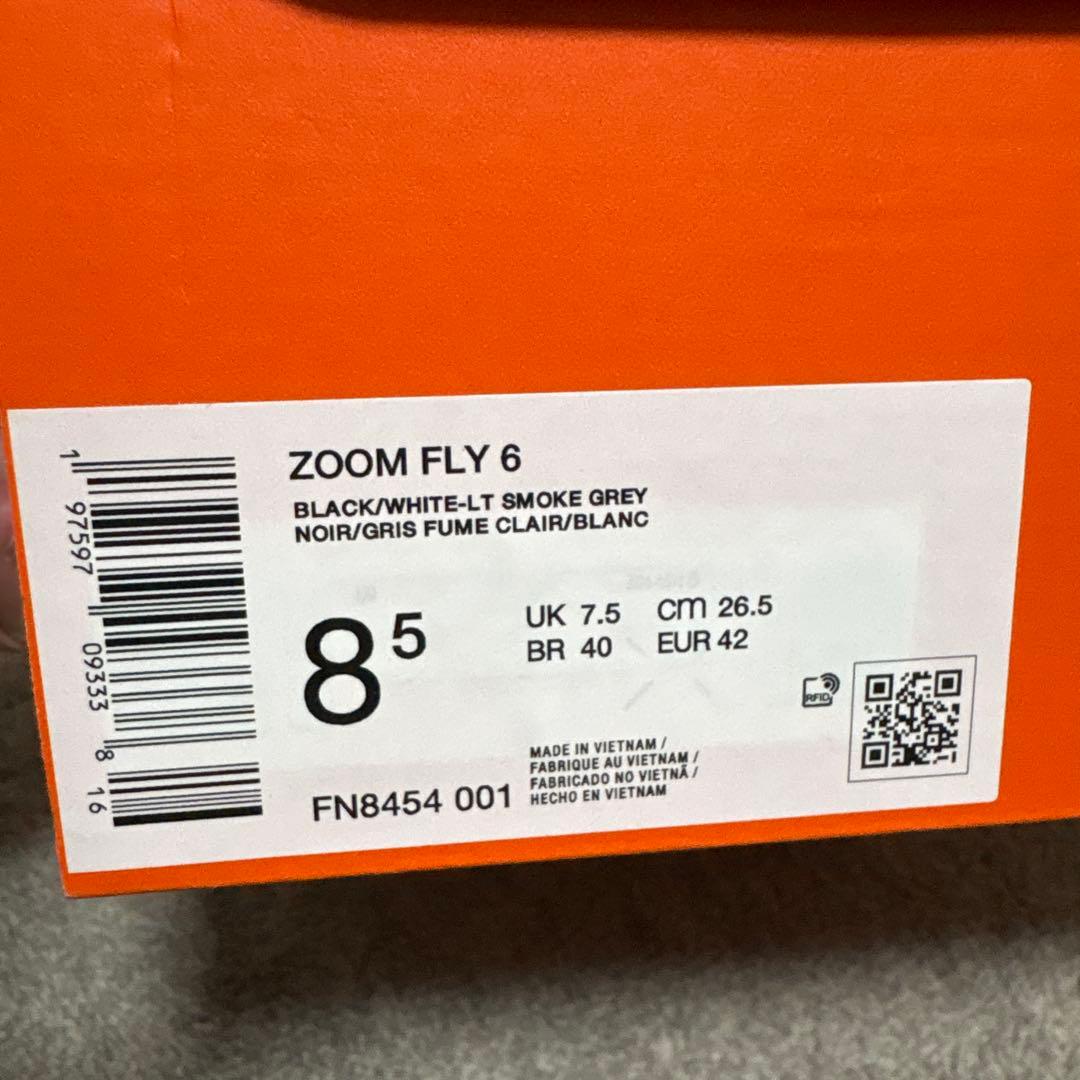 ZOOM FLY 6
BLACK/WHITE-LT SMOKE GREY
NOIR/GRIS FUME CLAIR/BLANC
8 5
UK 7.5 cm 26.5
BR 40 EUR 42
RFID
MADE IN VIETNAM /
FABRIQUE AU VIETNAM /
FABRICADO NO VIETNÃ /
HECHO EN VIETNAM
FN8454 001
1 97597 09333 8 16